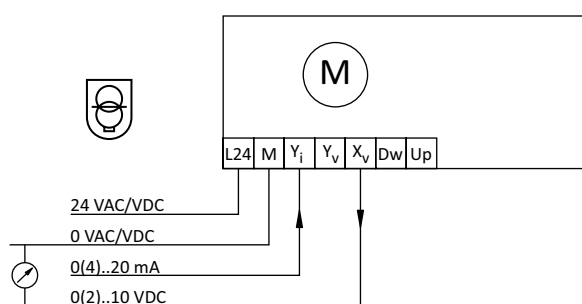 M
L24 M Yi Yv Xv Dw Up
24 VAC/VDC
0 VAC/VDC
0(4)..20 mA
0(2)..10 VDC